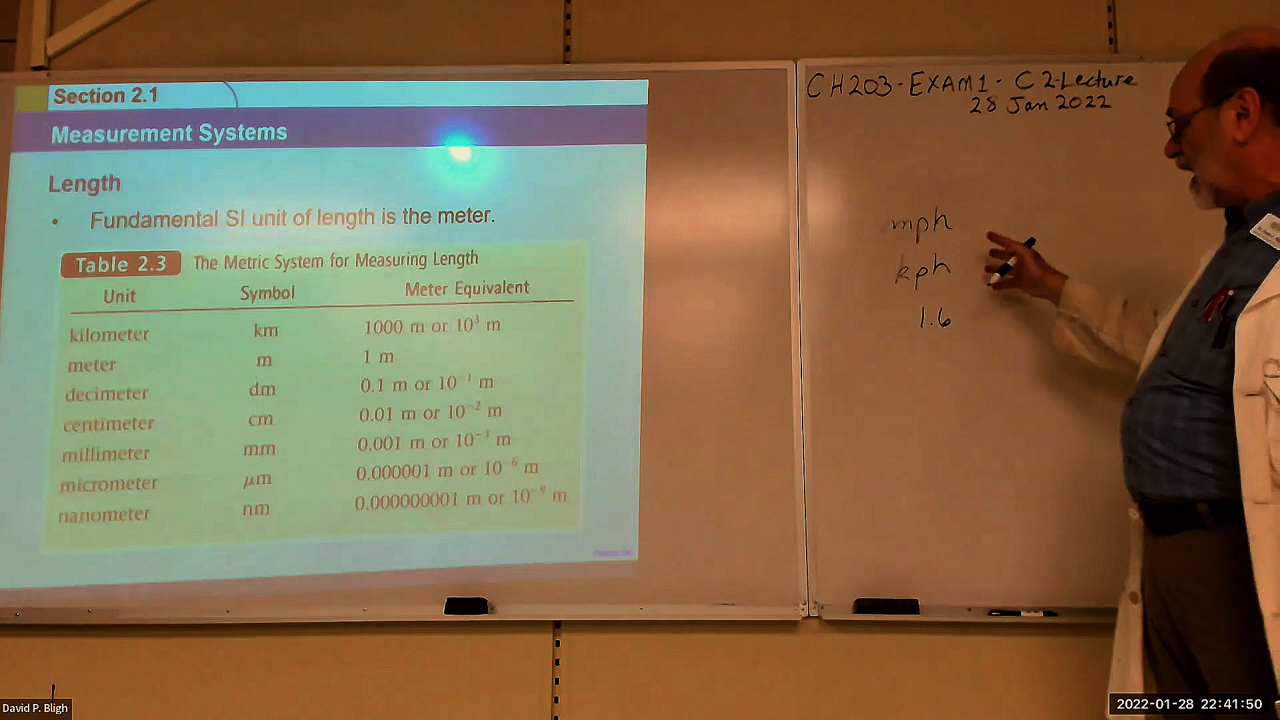 Section 2.1
Measurement Systems
Length
• Fundamental SI unit of length is the meter.
Table 2.3 The Metric System for Measuring Length
Unit Symbol Meter Equivalent
kilometer km 1000 m or 10³ m
meter m 1 m
decimeter dm 0.1 m or 10⁻¹ m
centimeter cm 0.01 m or 10⁻² m
millimeter mm 0.001 m or 10⁻³ m
micrometer μm 0.000001 m or 10⁻⁶ m
nanometer nm 0.000000001 m or 10⁻⁹ m
CH203-EXAM1- C2-Lecture
28 Jan 2022
mph
kph
1.6
David P. Bligh
2022-01-28 22:41:50